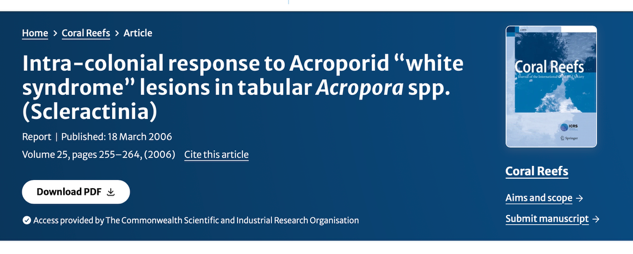 Home > Coral Reefs > Article
Intra-colonial response to Acroporid “white
syndrome” lesions in tabular Acropora spp.
(Scleractinia)
Report | Published: 18 March 2006
Volume 25, pages 255–264, (2006) Cite this article
Download PDF
Access provided by The Commonwealth Scientific and Industrial Research Organisation
Coral Reefs
Springer
Coral Reefs
Aims and scope →
Submit manuscript →